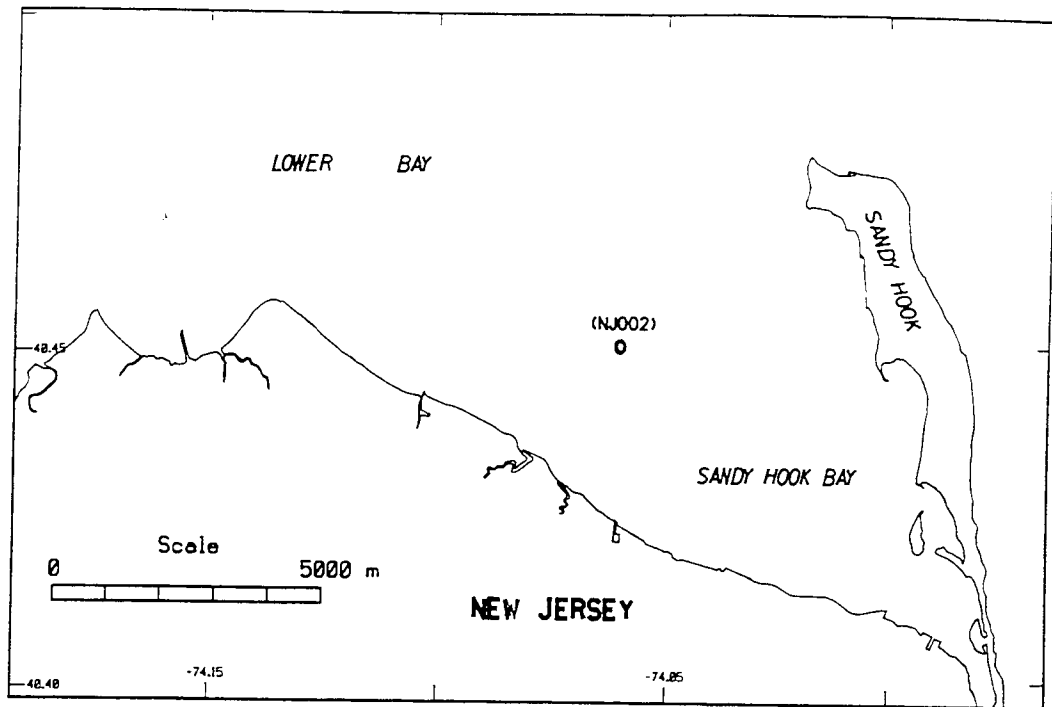 LOWER BAY
SANDY HOOK
(NJ002)
40.45
SANDY HOOK BAY
Scale
0 5000 m
NEW JERSEY
-74.15 -74.05
40.40